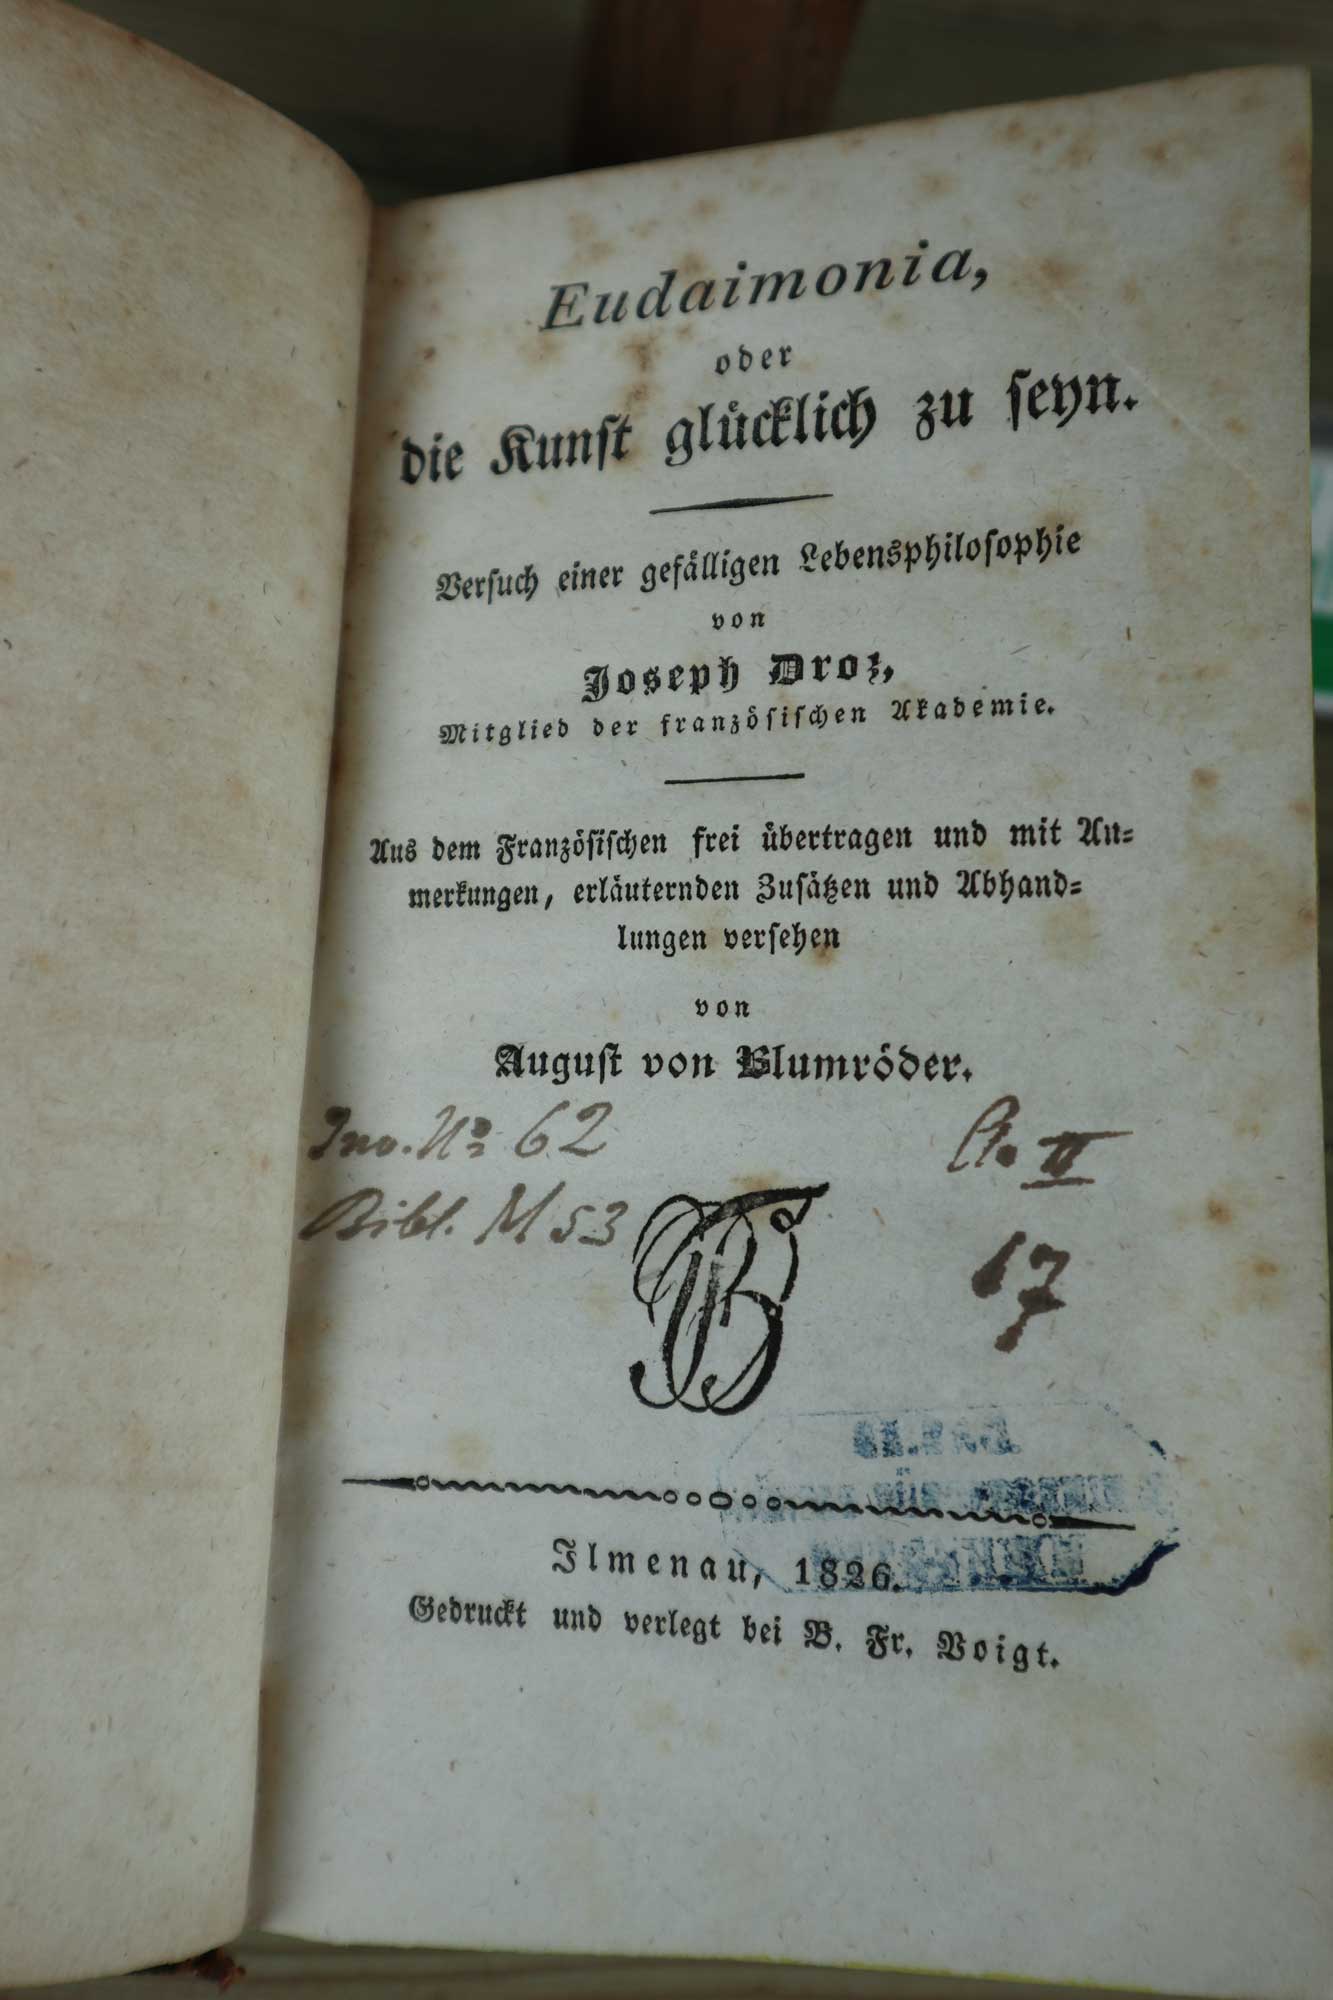 Eudaimonia,
oder
die Kunst glücklich zu seyn.
Versuch einer gefälligen Lebensphilosophie
von
Joseph Droz,
Mitglied der französischen Akademie.
Aus dem Französischen frei übertragen und mit An-
merkungen, erläuternden Zusätzen und Abhand-
lungen versehen
von
August von Blumröder.
Inv. No 62
Cl. II
Bibl. M 53
17
Ilmenau, 1826.
Gedruckt und verlegt bei B. Fr. Voigt.